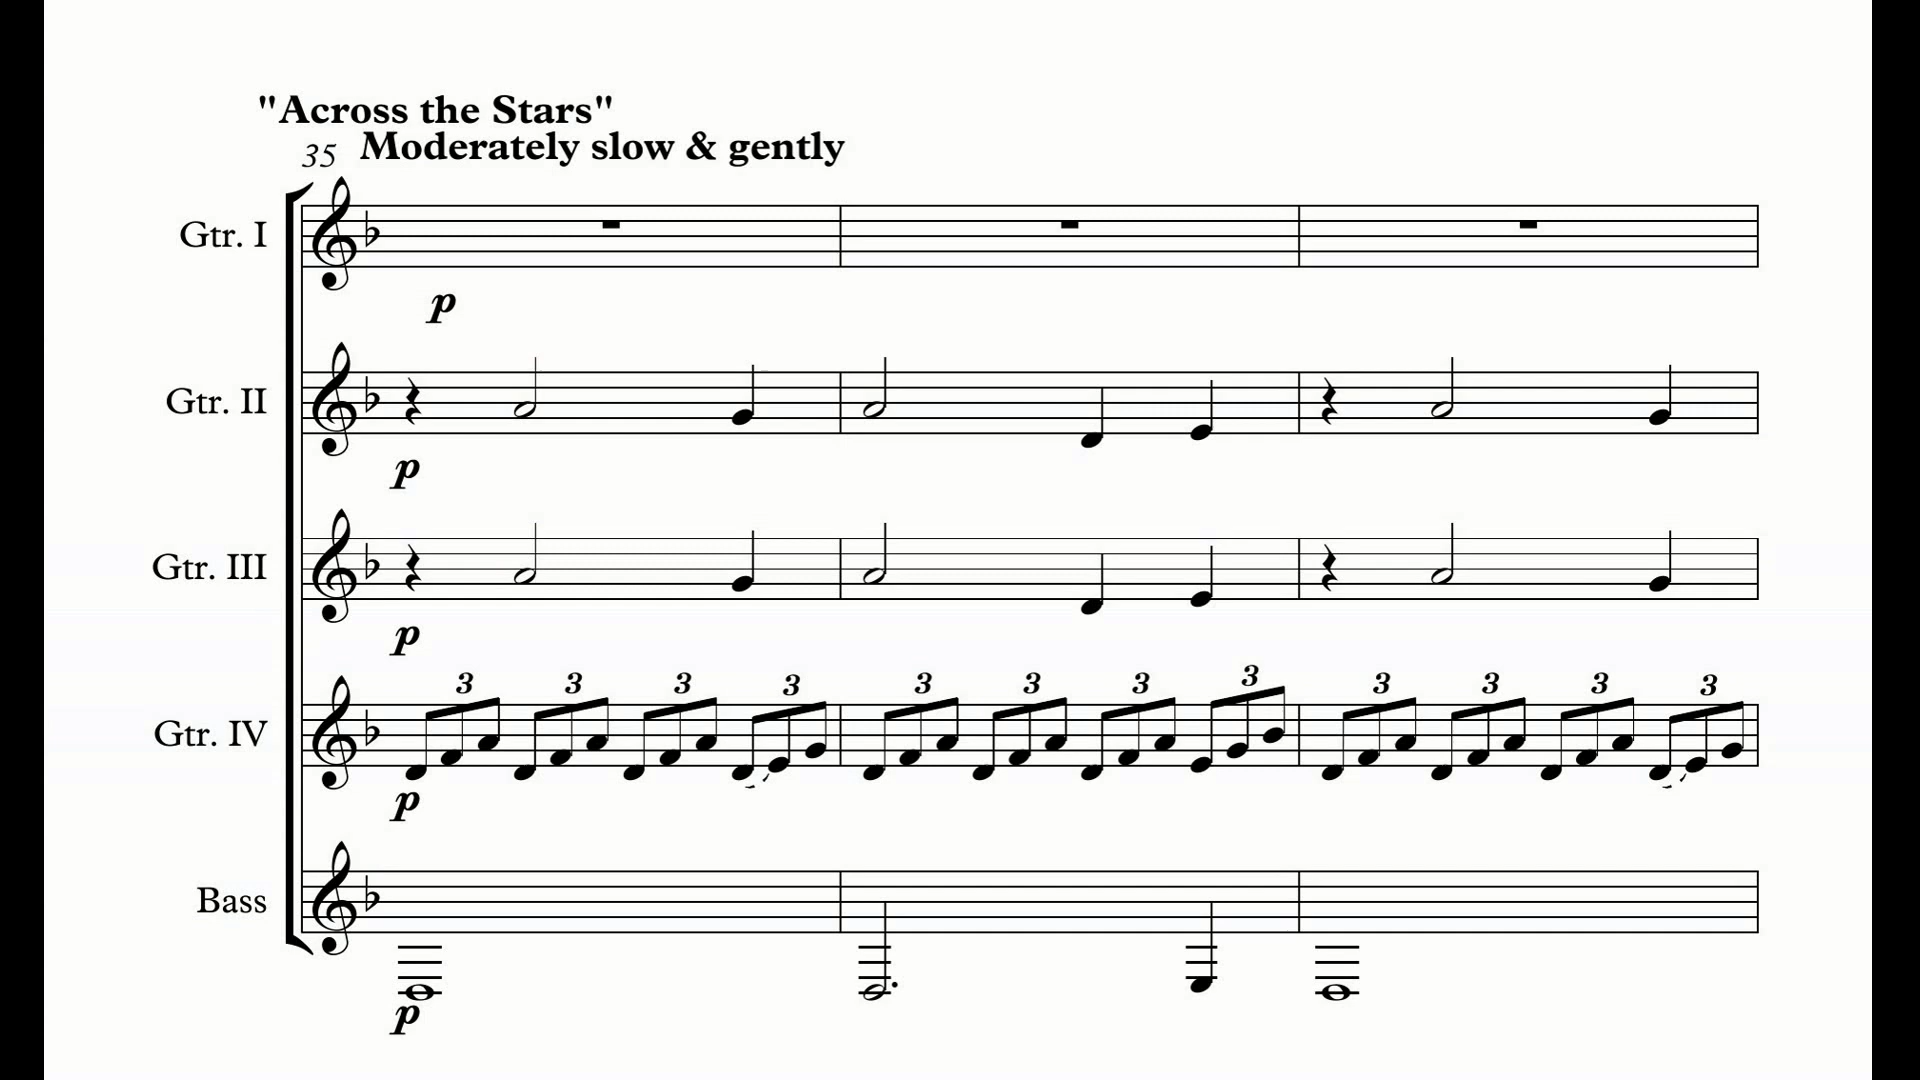 "Across the Stars"
35 Moderately slow & gently
Gtr. I
p
Gtr. II
p
Gtr. III
p
3 3 3 3 3 3 3 3 3 3 3 3
Gtr. IV
p
Bass
p